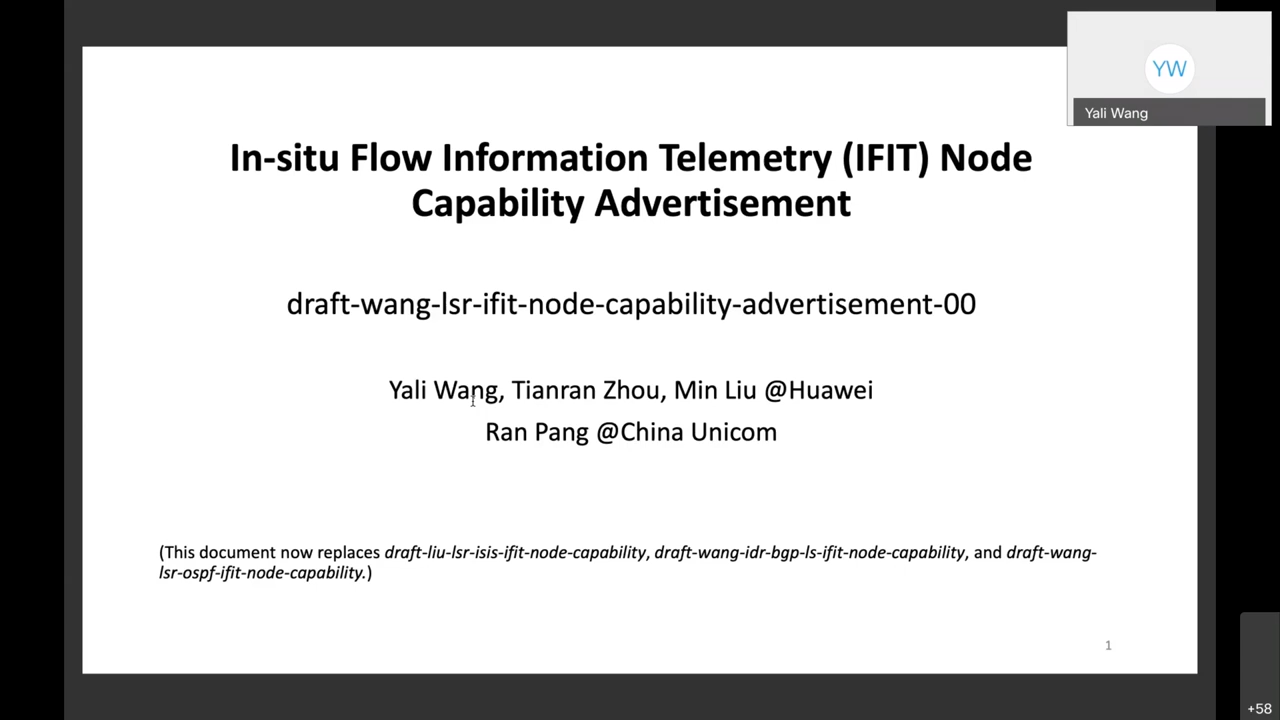 YW
Yali Wang
In-situ Flow Information Telemetry (IFIT) Node
Capability Advertisement
draft-wang-lsr-ifit-node-capability-advertisement-00
Yali Wang, Tianran Zhou, Min Liu @Huawei
Ran Pang @China Unicom
(This document now replaces draft-liu-lsr-isis-ifit-node-capability, draft-wang-idr-bgp-ls-ifit-node-capability, and draft-wang-
lsr-ospf-ifit-node-capability.)
1
+58